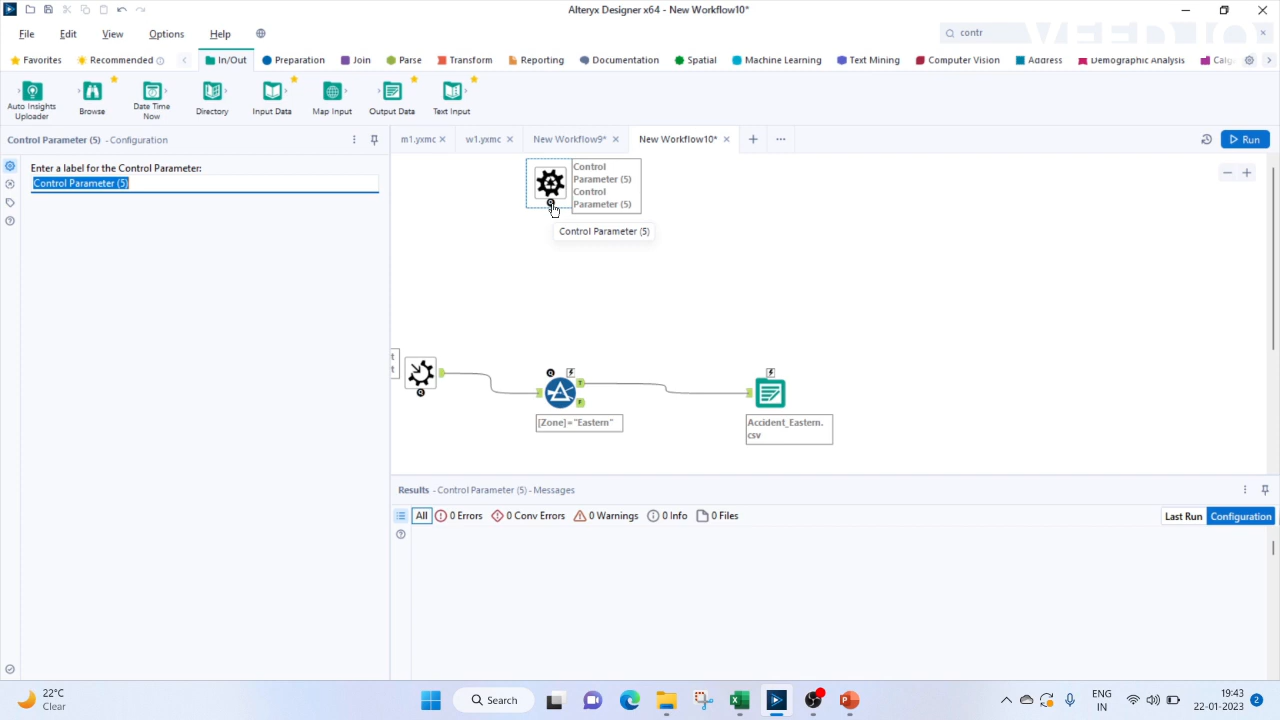 Alteryx Designer x64 - New Workflow10*
File Edit View Options Help
contr
Favorites Recommended In/Out Preparation Join Parse Transform Reporting Documentation Spatial Machine Learning Text Mining Computer Vision Address Demographic Analysis
Auto Insights Uploader
Browse
Date Time Now
Directory
Input Data
Map Input
Output Data
Text Input
Control Parameter (5) - Configuration
m1.yxmc w1.yxmc New Workflow9* New Workflow10* Run
Enter a label for the Control Parameter:
Control Parameter (5)
Control
Parameter (5)
Control
Parameter (5)
Control Parameter (5)
[Zone]="Eastern"
Accident_Eastern.
csv
Results - Control Parameter (5) - Messages
All 0 Errors 0 Conv Errors 0 Warnings 0 Info 0 Files Last Run Configuration
22°C
Clear
Search
ENG
IN
19:43
22-01-2023
2